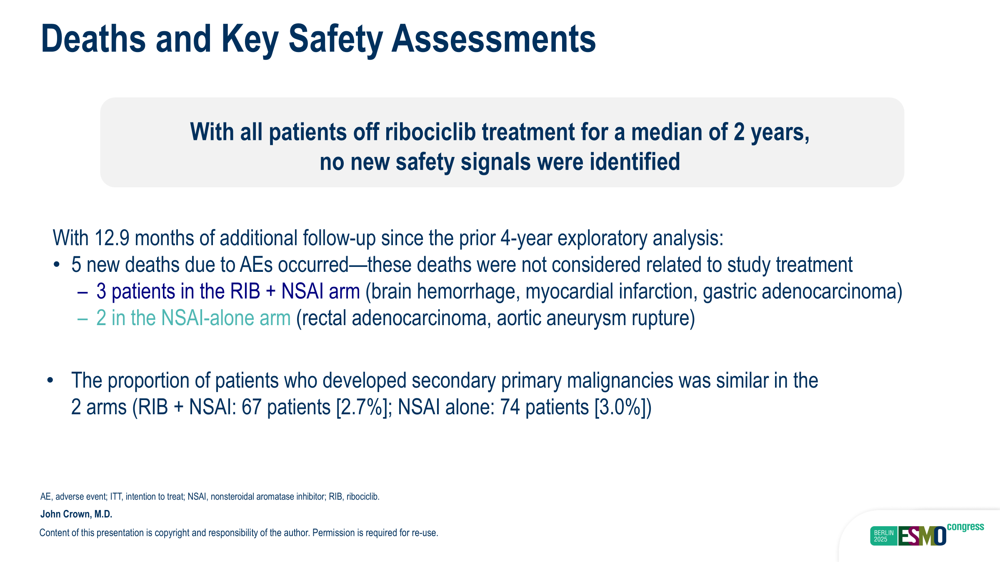 Deaths and Key Safety Assessments
With all patients off ribociclib treatment for a median of 2 years,
no new safety signals were identified
With 12.9 months of additional follow-up since the prior 4-year exploratory analysis:
• 5 new deaths due to AEs occurred—these deaths were not considered related to study treatment
– 3 patients in the RIB + NSAI arm (brain hemorrhage, myocardial infarction, gastric adenocarcinoma)
– 2 in the NSAI-alone arm (rectal adenocarcinoma, aortic aneurysm rupture)
• The proportion of patients who developed secondary primary malignancies was similar in the
2 arms (RIB + NSAI: 67 patients [2.7%]; NSAI alone: 74 patients [3.0%])
AE, adverse event; ITT, intention to treat; NSAI, nonsteroidal aromatase inhibitor; RIB, ribociclib.
John Crown, M.D.
Content of this presentation is copyright and responsibility of the author. Permission is required for re-use.
BERLIN
2025
ESMO congress